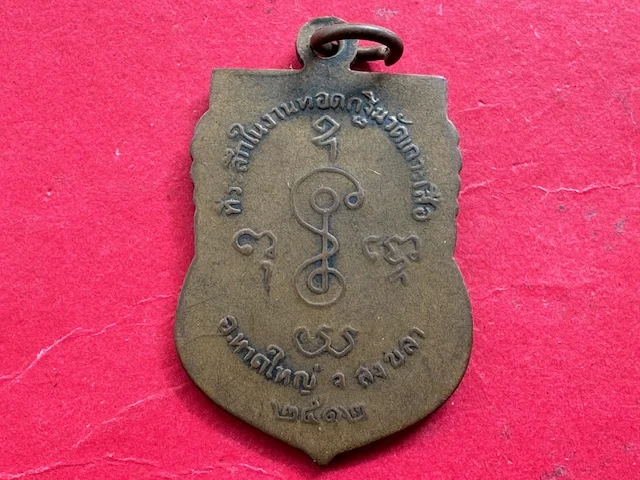 ที่ระลึกในงานทอดกฐินวัดเกาะเสือ
อ.หาดใหญ่ จ.สงขลา
๒๕๑๒